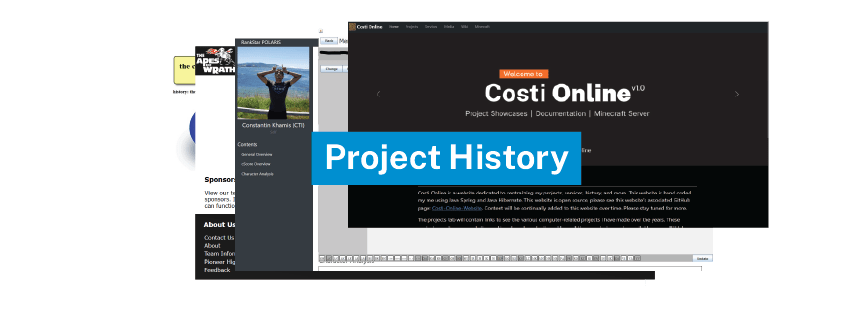 the
history: the
THE
APES
WRATH
Sponsors
View our
sponsors.
can function
About Us
Contact Us
About
Team Infor
Pioneer Hig
Feedback
RankStar POLARIS
Constantin Khamis (CTI)
Contents
General Overview
cScore Overview
Character Analysis
Back
Change
Costi Online
Home
Projects
Services
Media
Wiki
Minecraft
Welcome to
Costi Online v1.0
Project Showcases | Documentation | Minecraft Server
Project History
Costi Online is a website dedicated to centralizing my projects, services, history, and more. This website is hand coded
my me using Java Spring and Java Hibernate. This website is open source please see this website's associated GitHub
page: Costi-Online-Website. Content will be continually added to this website over time. Please stay tuned for more.
The projects tab will contain links to see the various computer-related projects I have made over the years. These
Update